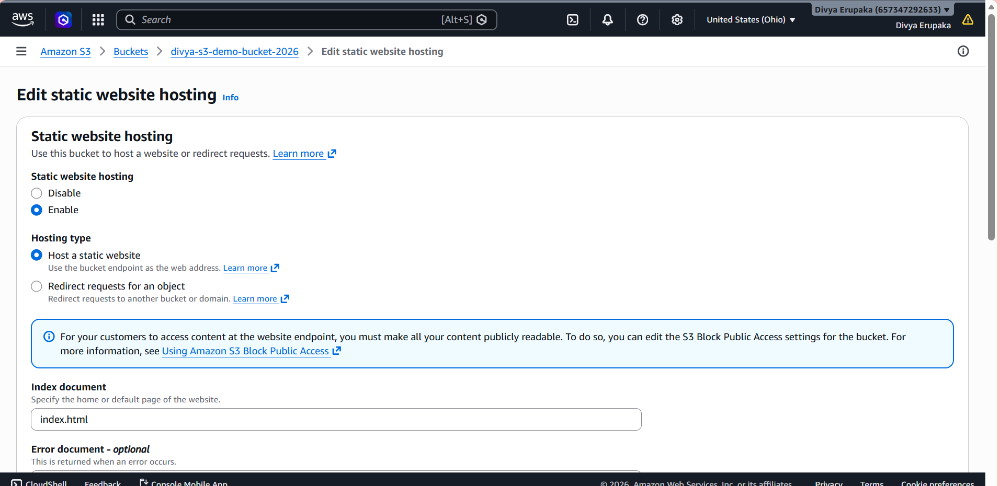 aws
Search
[Alt+S]
United States (Ohio)
Divya Erupaka (657347292633)
Divya Erupaka
Amazon S3
Buckets
divya-s3-demo-bucket-2026
Edit static website hosting
Edit static website hosting Info
Static website hosting
Use this bucket to host a website or redirect requests. Learn more
Static website hosting
Disable
Enable
Hosting type
Host a static website
Use the bucket endpoint as the web address. Learn more
Redirect requests for an object
Redirect requests to another bucket or domain. Learn more
For your customers to access content at the website endpoint, you must make all your content publicly readable. To do so, you can edit the S3 Block Public Access settings for the bucket. For
more information, see Using Amazon S3 Block Public Access
Index document
Specify the home or default page of the website.
index.html
Error document - optional
This is returned when an error occurs.
CloudShell
Feedback
Console Mobile App
© 2026, Amazon Web Services, Inc. or its affiliates.
Privacy
Terms
Cookie preferences